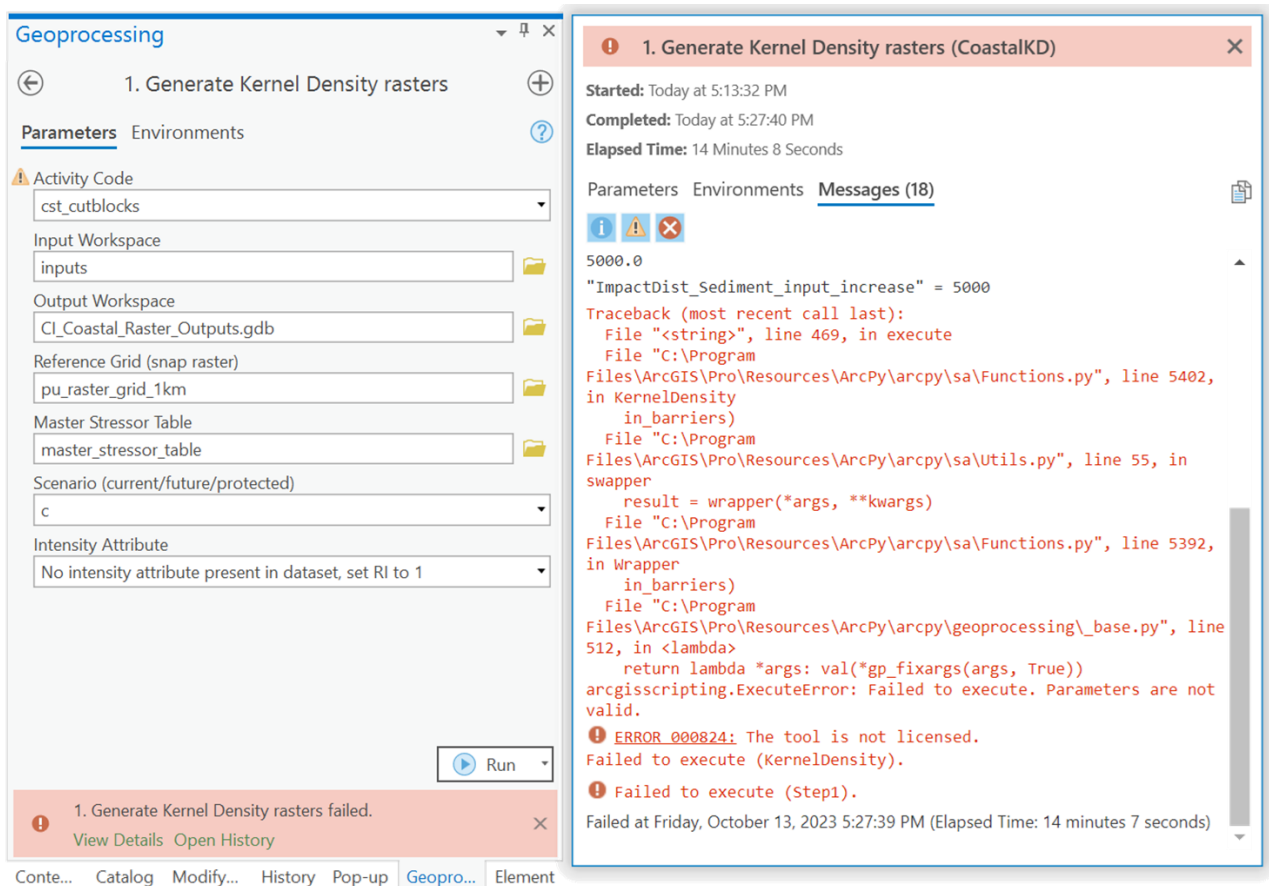 Geoprocessing
1. Generate Kernel Density rasters
Parameters Environments
Activity Code
cst_cutblocks
Input Workspace
inputs
Output Workspace
CI_Coastal_Raster_Outputs.gdb
Reference Grid (snap raster)
pu_raster_grid_1km
Master Stressor Table
master_stressor_table
Scenario (current/future/protected)
c
Intensity Attribute
No intensity attribute present in dataset, set RI to 1
Run
1. Generate Kernel Density rasters failed.
View Details Open History
Conte... Catalog Modify... History Pop-up Geopro... Element
1. Generate Kernel Density rasters (CoastalKD)
Started: Today at 5:13:32 PM
Completed: Today at 5:27:40 PM
Elapsed Time: 14 Minutes 8 Seconds
Parameters Environments Messages (18)
5000.0
"ImpactDist_Sediment_input_increase" = 5000
Traceback (most recent call last):
File "<string>", line 469, in execute
File "C:\Program
Files\ArcGIS\Pro\Resources\ArcPy\arcpy\sa\Functions.py", line 5402,
in KernelDensity
in_barriers)
File "C:\Program
Files\ArcGIS\Pro\Resources\ArcPy\arcpy\sa\Utils.py", line 55, in
swapper
result = wrapper(*args, **kwargs)
File "C:\Program
Files\ArcGIS\Pro\Resources\ArcPy\arcpy\sa\Functions.py", line 5392,
in Wrapper
in_barriers)
File "C:\Program
Files\ArcGIS\Pro\Resources\ArcPy\arcpy\geoprocessing\_base.py", line
512, in <lambda>
return lambda *args: val(*gp_fixargs(args, True))
arcgisscripting.ExecuteError: Failed to execute. Parameters are not
valid.
ERROR 000824: The tool is not licensed.
Failed to execute (KernelDensity).
Failed to execute (Step1).
Failed at Friday, October 13, 2023 5:27:39 PM (Elapsed Time: 14 minutes 7 seconds)